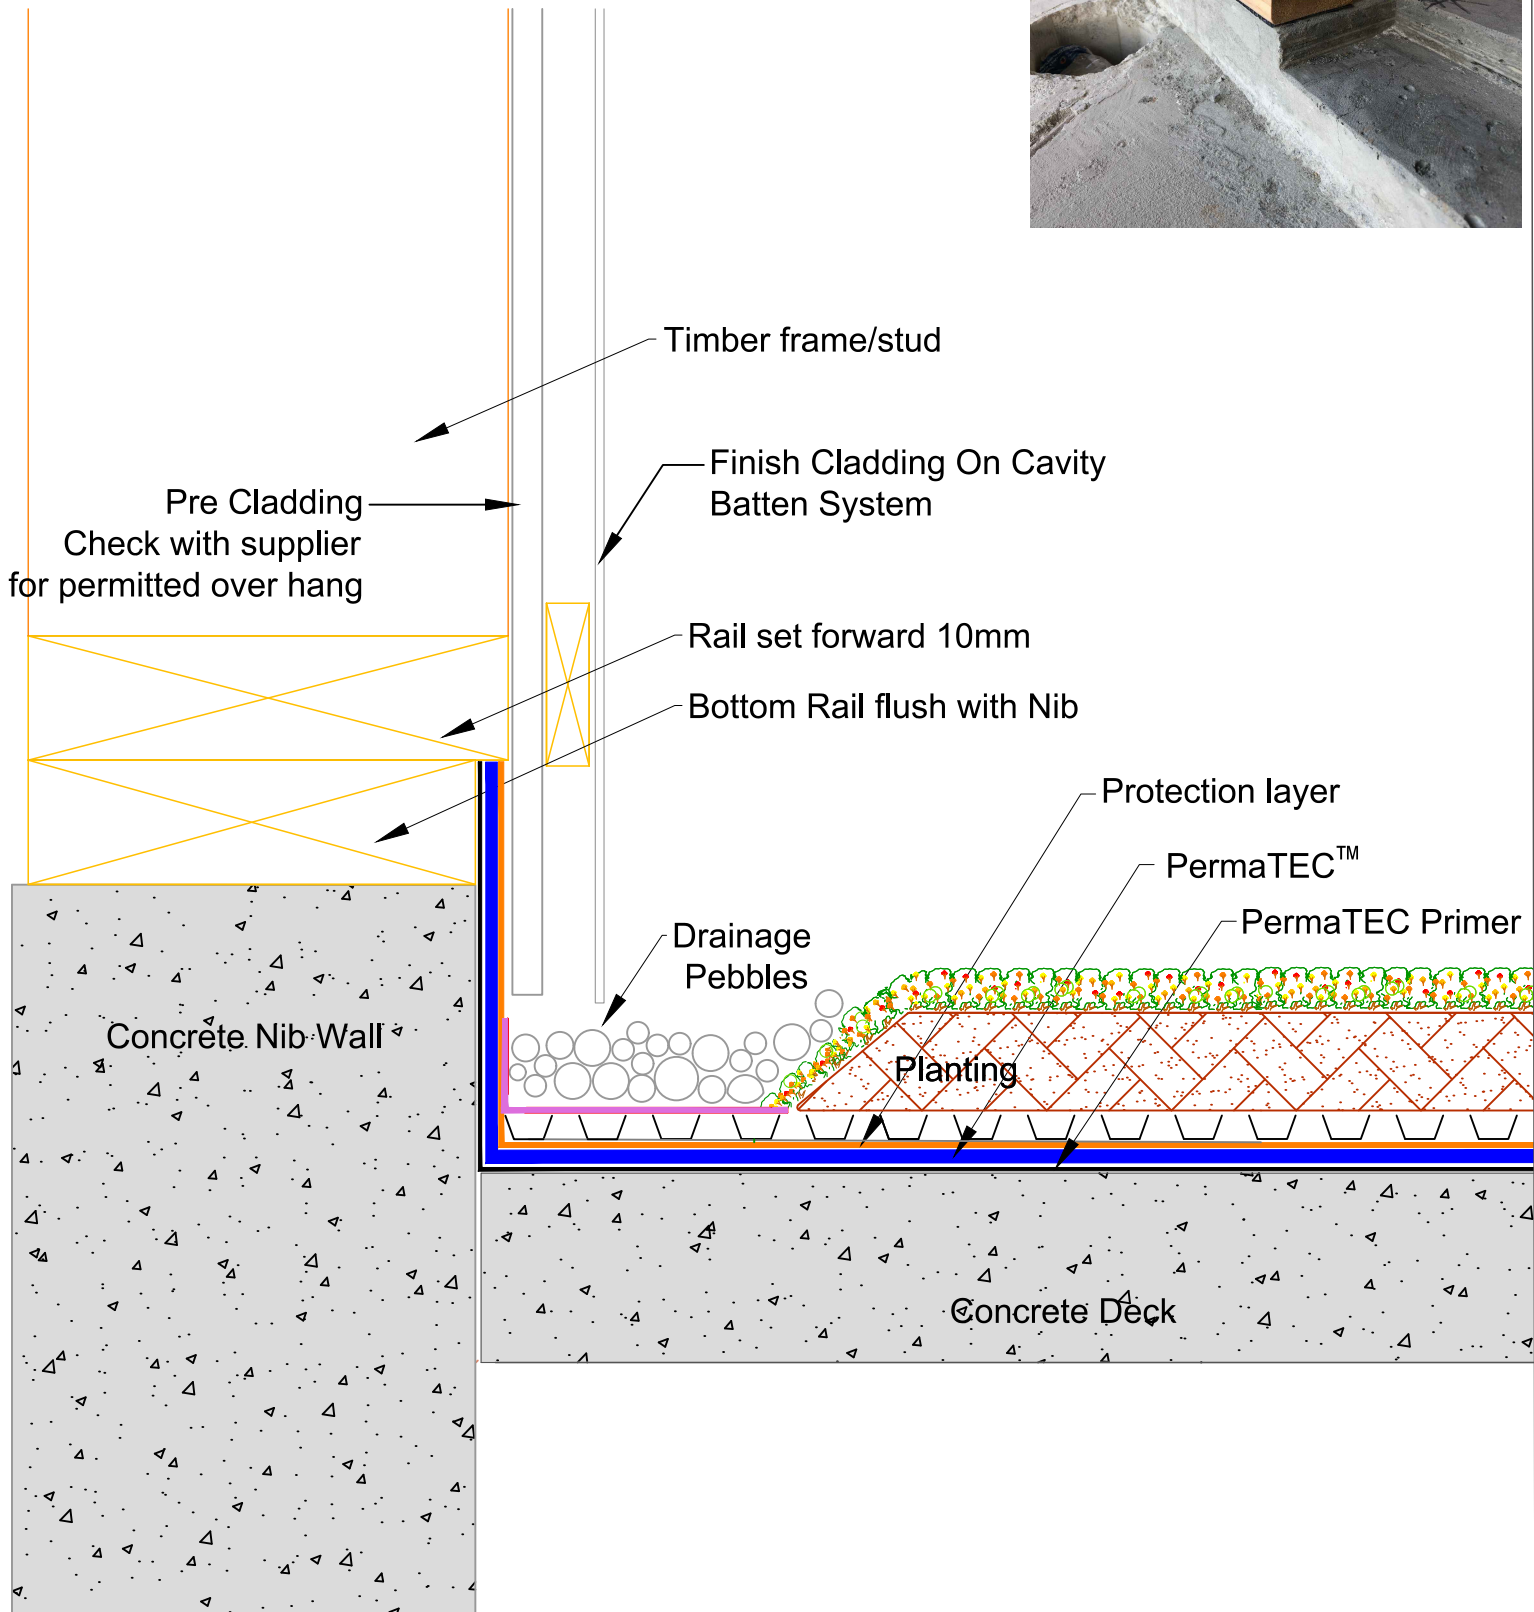 Timber frame/stud
Finish Cladding On Cavity
Batten System
Pre Cladding
Check with supplier
for permitted over hang
Rail set forward 10mm
Bottom Rail flush with Nib
Protection layer
PermaTEC™
PermaTEC Primer
Drainage
Pebbles
Concrete Nib Wall
Planting
Concrete Deck